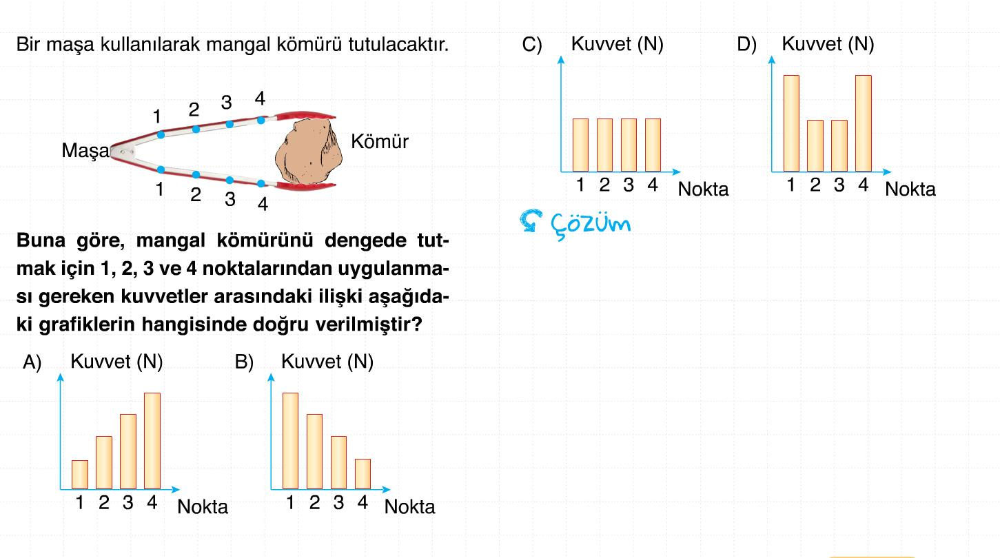 Bir maşa kullanılarak mangal kömürü tutulacaktır.
1 2 3 4
Maşa
Kömür
1 2 3 4
Buna göre, mangal kömürünü dengede tut-
mak için 1, 2, 3 ve 4 noktalarından uygulanma-
sı gereken kuvvetler arasındaki ilişki aşağıda-
ki grafiklerin hangisinde doğru verilmiştir?
A) Kuvvet (N)
1 2 3 4 Nokta
B) Kuvvet (N)
1 2 3 4 Nokta
C) Kuvvet (N)
1 2 3 4 Nokta
D) Kuvvet (N)
1 2 3 4 Nokta
Çözüm